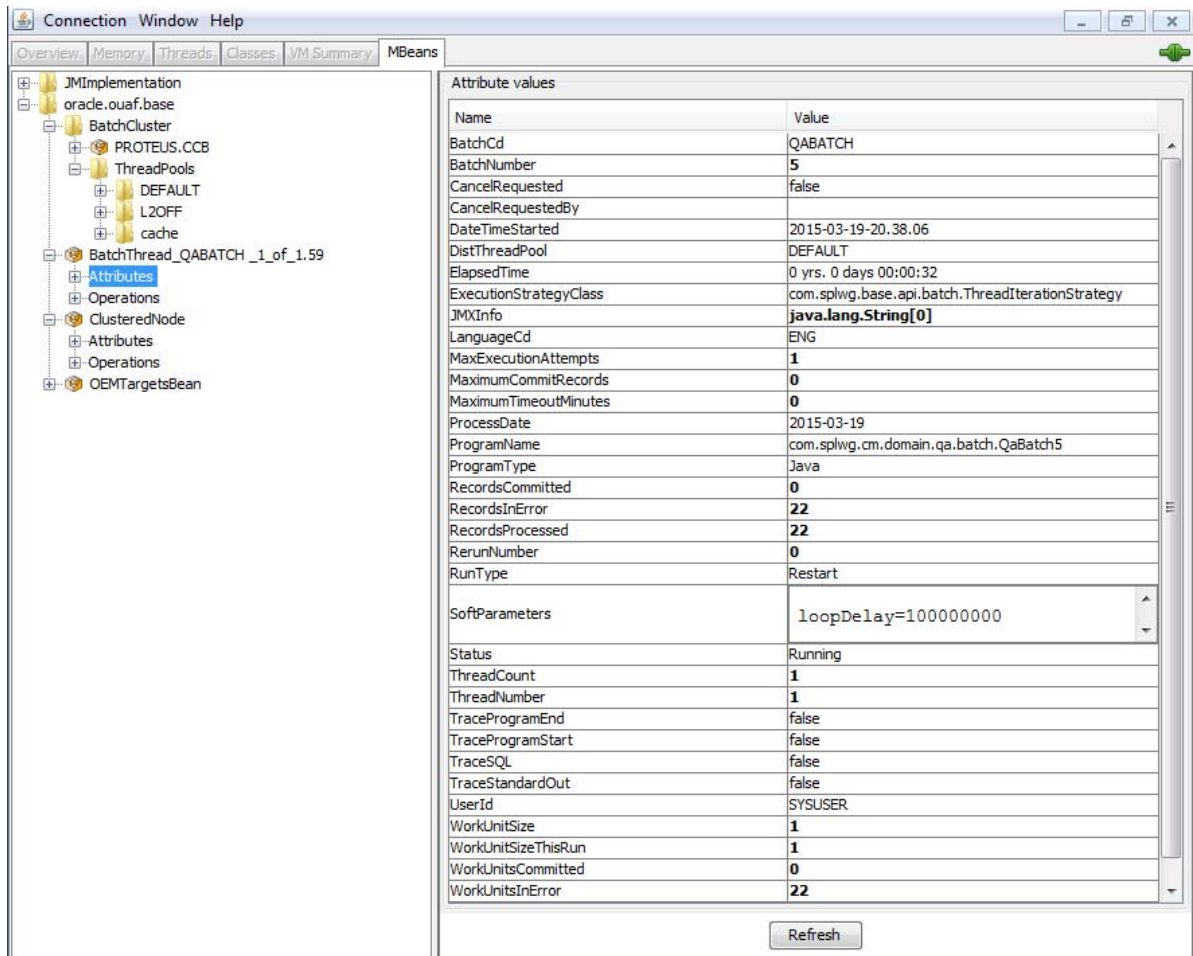 Connection Window Help
Overview Memory Threads Classes VM Summary MBeans
JMImplementation
oracle.ouaf.base
BatchCluster
PROTEUS.CCB
ThreadPools
DEFAULT
L2OFF
cache
BatchThread_QABATCH _1_of_1.59
Attributes
Operations
ClusteredNode
Attributes
Operations
OEMTargetsBean
Attribute values
Name Value
BatchCd QABATCH
BatchNumber 5
CancelRequested false
CancelRequestedBy
DateTimeStarted 2015-03-19-20.38.06
DistThreadPool DEFAULT
ElapsedTime 0 yrs. 0 days 00:00:32
ExecutionStrategyClass com.splwg.base.api.batch.ThreadIterationStrategy
JMXInfo java.lang.String[0]
LanguageCd ENG
MaxExecutionAttempts 1
MaximumCommitRecords 0
MaximumTimeoutMinutes 0
ProcessDate 2015-03-19
ProgramName com.splwg.cm.domain.qa.batch.QaBatch5
ProgramType Java
RecordsCommitted 0
RecordsInError 22
RecordsProcessed 22
RerunNumber 0
RunType Restart
SoftParameters loopDelay=100000000
Status Running
ThreadCount 1
ThreadNumber 1
TraceProgramEnd false
TraceProgramStart false
TraceSQL false
TraceStandardOut false
UserId SYSUSER
WorkUnitSize 1
WorkUnitSizeThisRun 1
WorkUnitsCommitted 0
WorkUnitsInError 22
Refresh